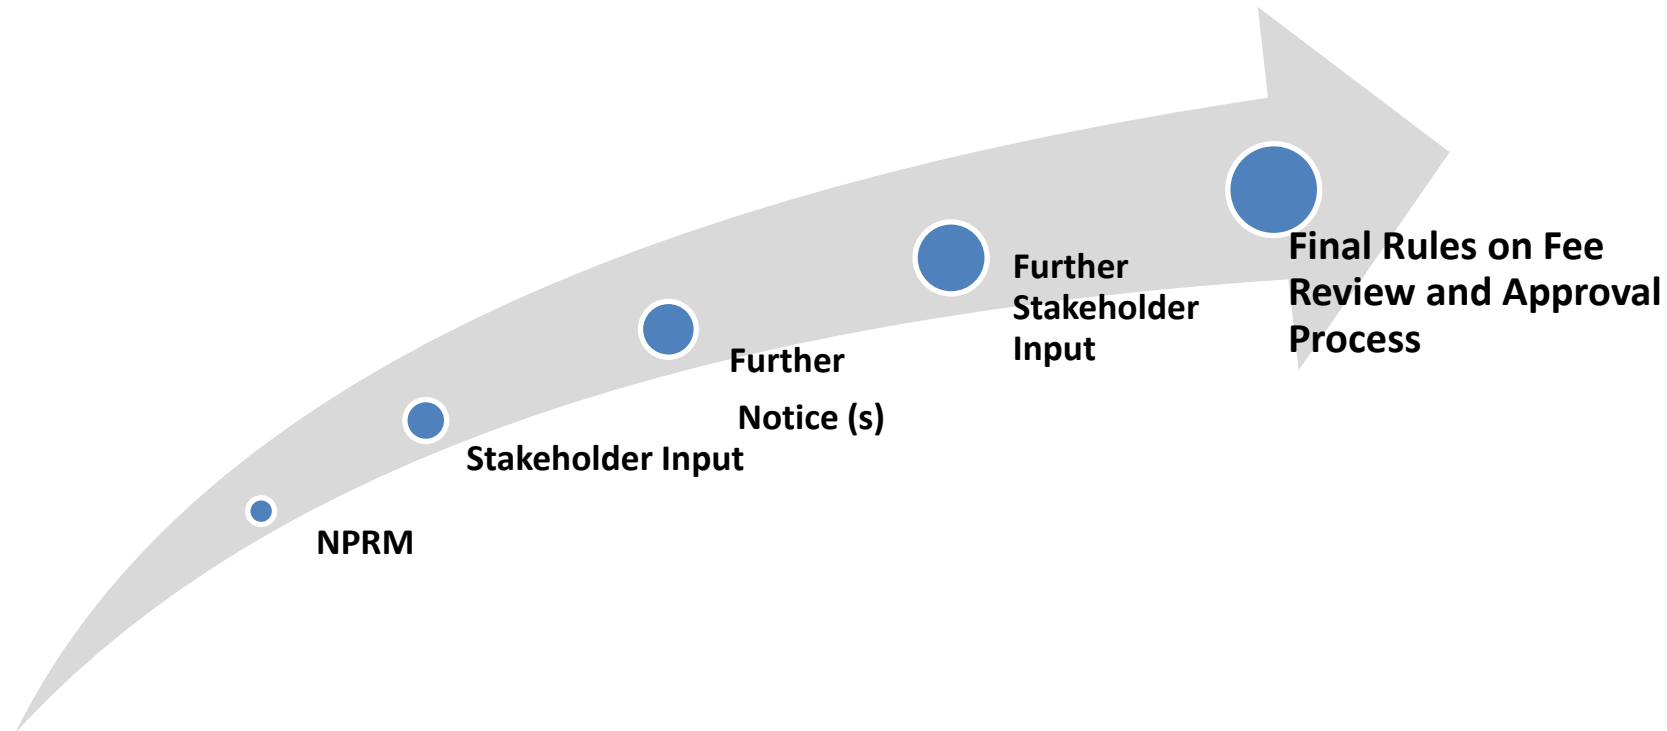 NPRM
Stakeholder Input
Further
Notice (s)
Further
Stakeholder
Input
Final Rules on Fee
Review and Approval
Process